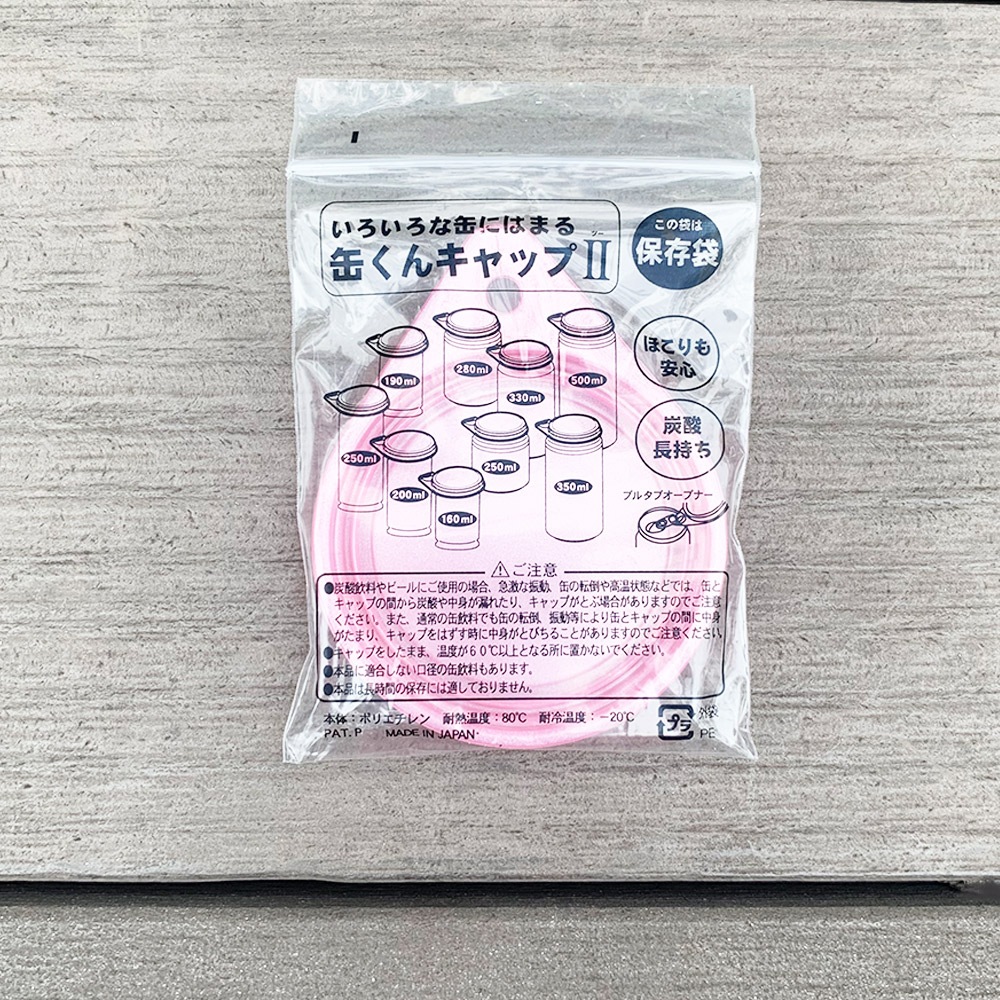 いろいろな缶にはまる
缶くんキャップⅡ
ツー
この袋は
保存袋
ほこりも
安心
炭酸
長持ち
190ml
280ml
330ml
500ml
250ml
200ml
160ml
250ml
350ml
プルタブオープナー
⚠ご注意
●炭酸飲料やビールにご使用の場合、急激な振動、缶の転倒や高温状態などでは、缶と
キャップの間から炭酸や中身が漏れたり、キャップがとぶ場合がありますのでご注意
ください。また、通常の缶飲料でも缶の転倒、振動等により缶とキャップの間に中身
がたまり、キャップをはずす時に中身がとびちることがありますのでご注意ください。
●キャップをしたまま、温度が60℃以上となる所に置かないでください。
●本品に適合しない口径の缶飲料もあります。
●本品は長時間の保存には適しておりません。
本体：ポリエチレン 耐熱温度：80℃ 耐冷温度：−20℃
PAT. P MADE IN JAPAN
プラ
外袋
PE